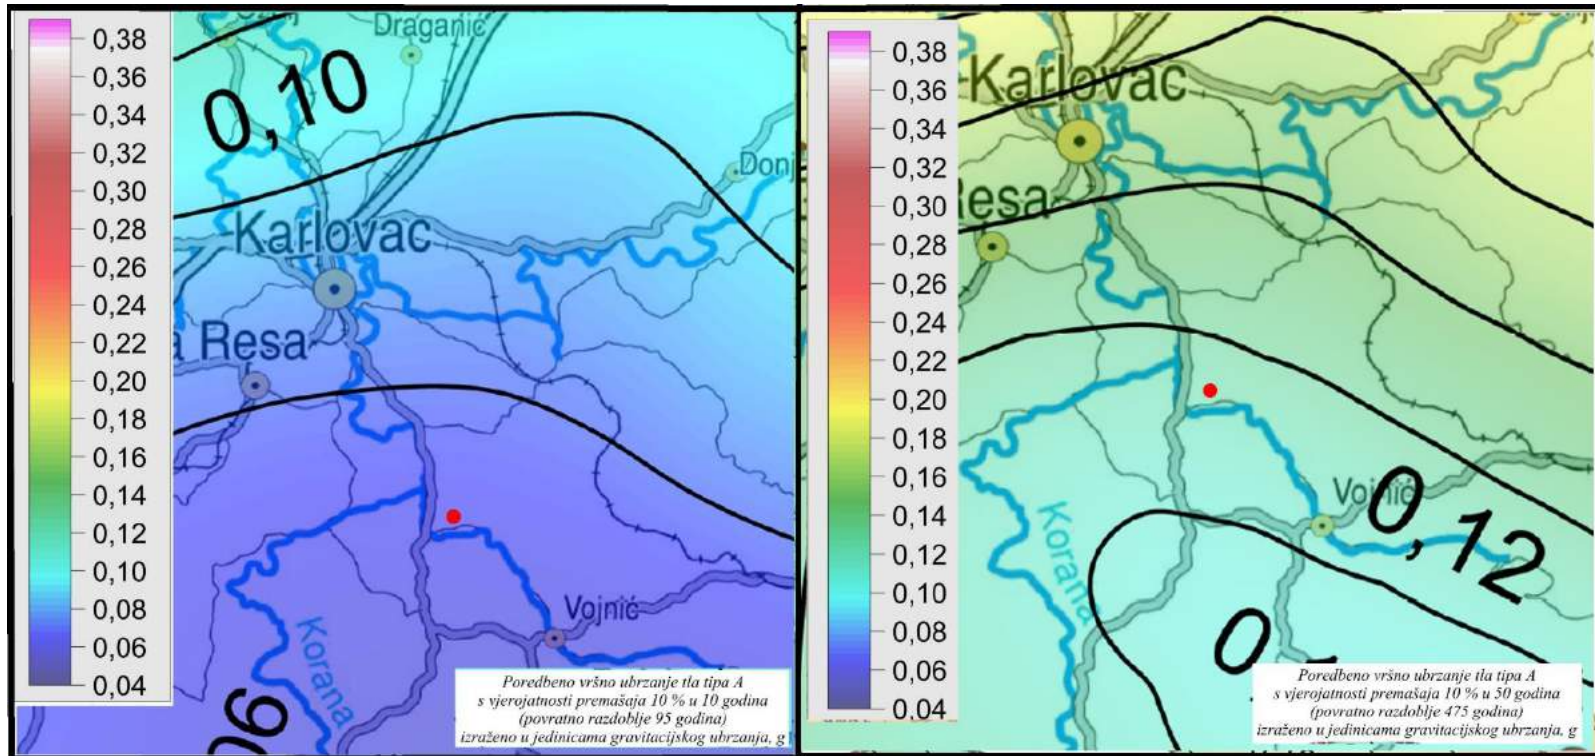 0,38
0,36
0,34
0,32
0,30
0,28
0,26
0,24
0,22
0,20
0,18
0,16
0,14
0,12
0,10
0,08
0,06
0,04
Draganić
0,10
Donj
Karlovac
a Resa
Vojnić
Korana
06
Poredbeno vršno ubrzanje tla tipa A
s vjerojatnosti premašaja 10 % u 10 godina
(povratno razdoblje 95 godina)
izraženo u jedinicama gravitacijskog ubrzanja, g
0,38
0,36
0,34
0,32
0,30
0,28
0,26
0,24
0,22
0,20
0,18
0,16
0,14
0,12
0,10
0,08
0,06
0.04
Karlovac
Resa
Vojnić
0,12
Korana
0,
Poredbeno vršno ubrzanje tla tipa A
s vjerojatnosti premašaja 10 % u 50 godina
(povratno razdoblje 475 godina)
izraženo u jedinicama gravitacijskog ubrzanja, g